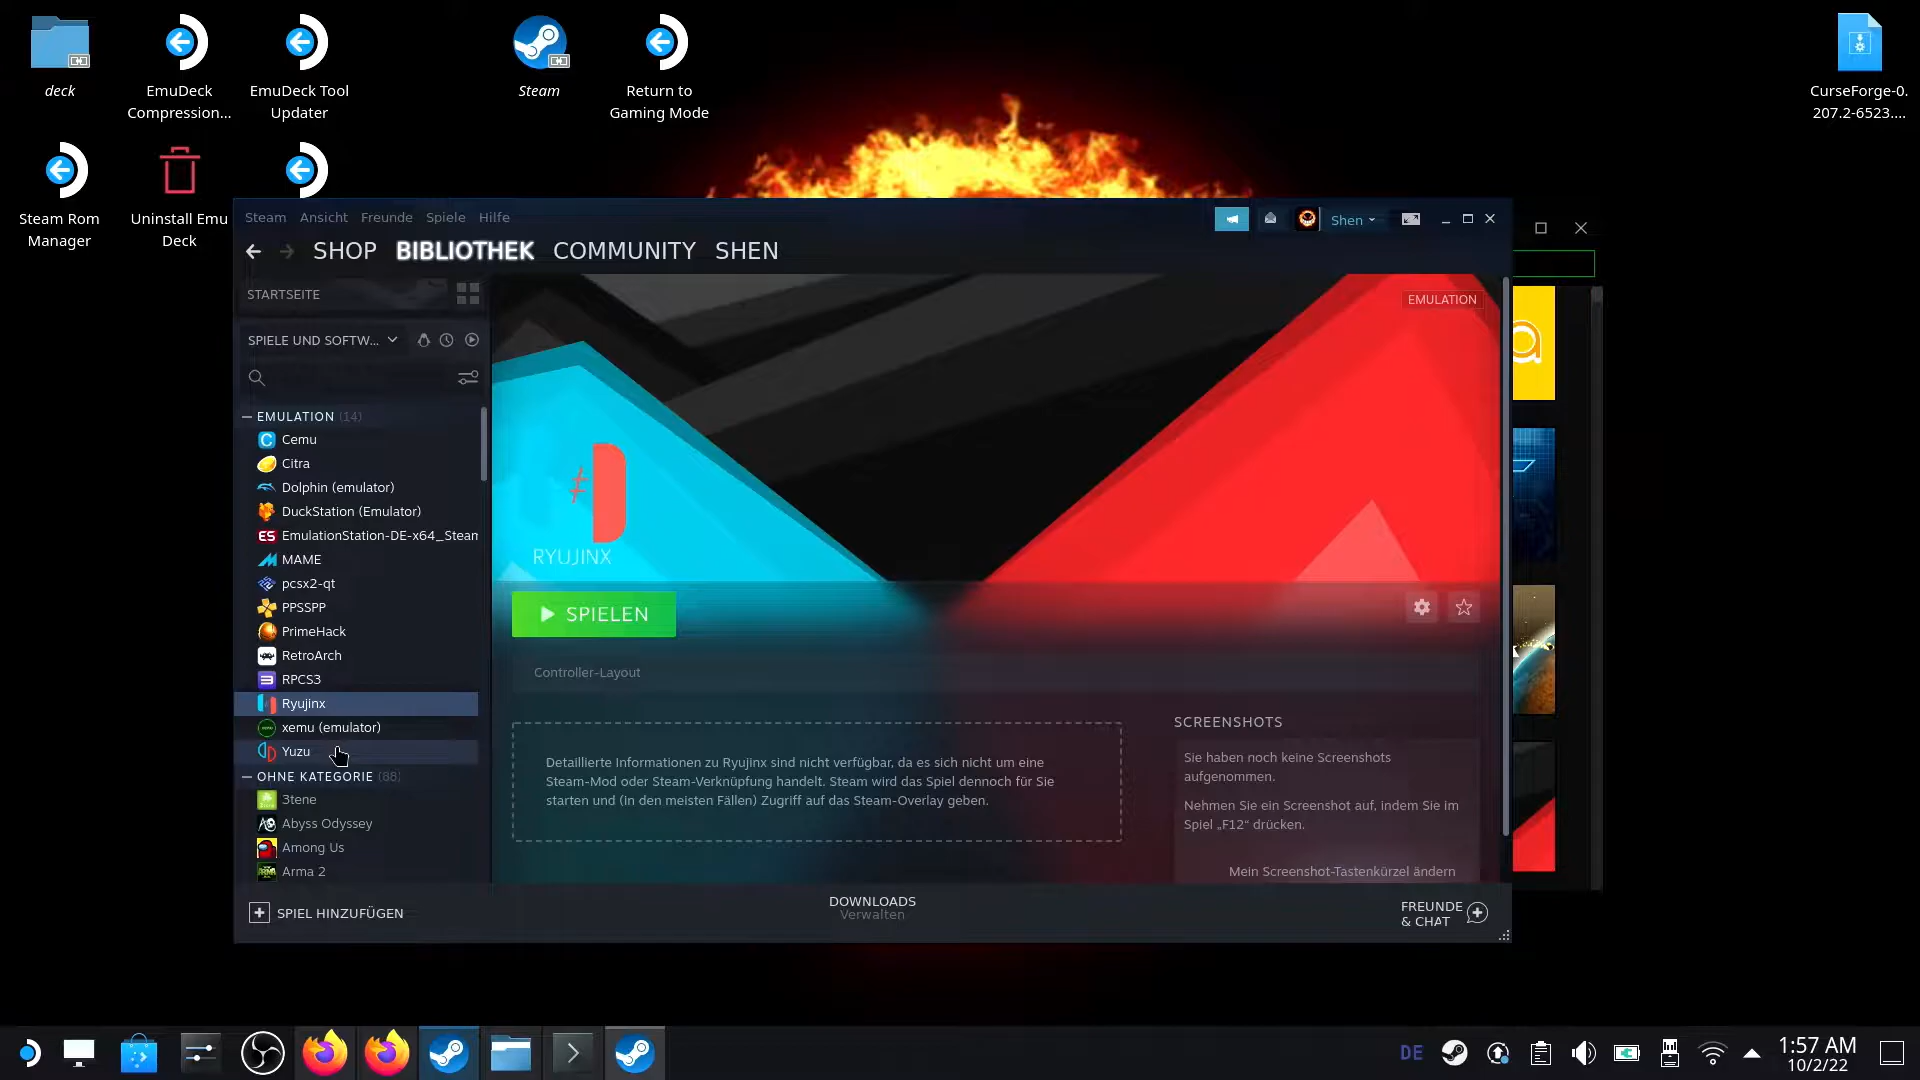 deck
EmuDeck
Compression...
EmuDeck Tool
Updater
Steam
Return to
Gaming Mode
CurseForge-0.
207.2-6523....
Steam Rom
Manager
Uninstall Emu
Deck
Steam Ansicht Freunde Spiele Hilfe
Shen
SHOP BIBLIOTHEK COMMUNITY SHEN
STARTSEITE
EMULATION
SPIELE UND SOFTW...
EMULATION (14)
Cemu
Citra
Dolphin (emulator)
DuckStation (Emulator)
ES EmulationStation-DE-x64_Steam
MAME
pcsx2-qt
PPSSPP
PrimeHack
RetroArch
RPCS3
Ryujinx
xemu (emulator)
Yuzu
OHNE KATEGORIE (88)
3tene
Abyss Odyssey
Among Us
Arma 2
RYUJINX
SPIELEN
Controller-Layout
Detaillierte Informationen zu Ryujinx sind nicht verfügbar, da es sich nicht um eine
Steam-Mod oder Steam-Verknüpfung handelt. Steam wird das Spiel dennoch für Sie
starten und (in den meisten Fällen) Zugriff auf das Steam-Overlay geben.
SCREENSHOTS
Sie haben noch keine Screenshots
aufgenommen.
Nehmen Sie ein Screenshot auf, indem Sie im
Spiel „F12“ drücken.
Mein Screenshot-Tastenkürzel ändern
SPIEL HINZUFÜGEN
DOWNLOADS
Verwalten
FREUNDE
& CHAT
DE
1:57 AM
10/2/22